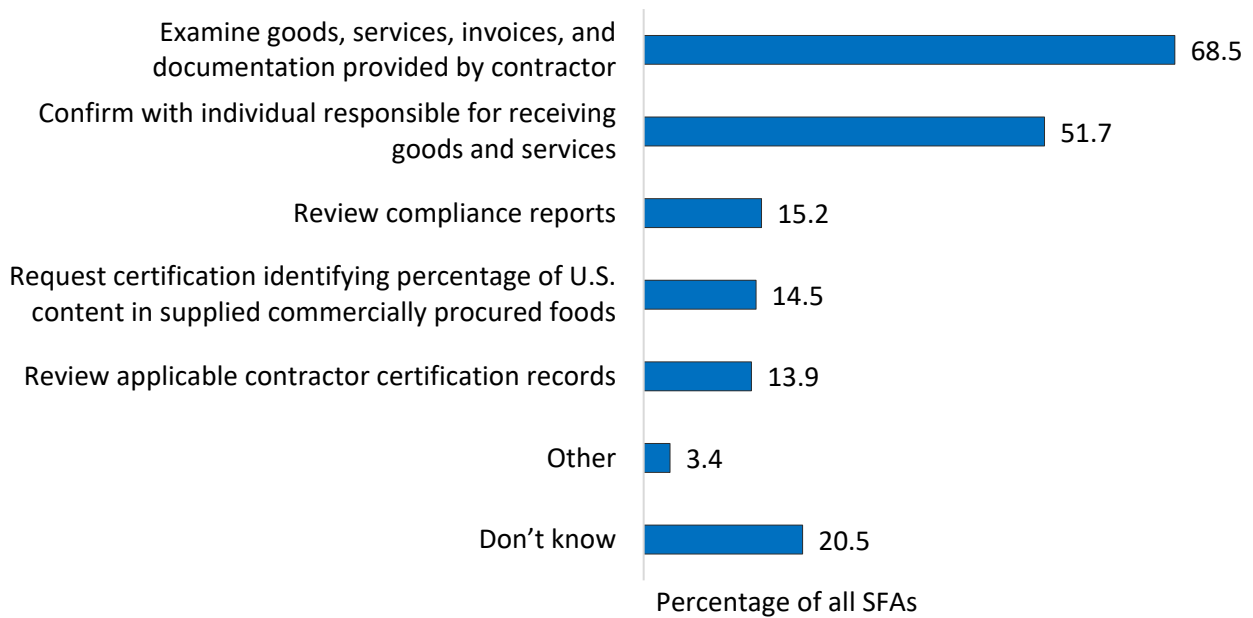 Examine goods, services, invoices, and
documentation provided by contractor
68.5
Confirm with individual responsible for receiving
goods and services
51.7
Review compliance reports
15.2
Request certification identifying percentage of U.S.
content in supplied commercially procured foods
14.5
Review applicable contractor certification records
13.9
Other
3.4
Don’t know
20.5
Percentage of all SFAs